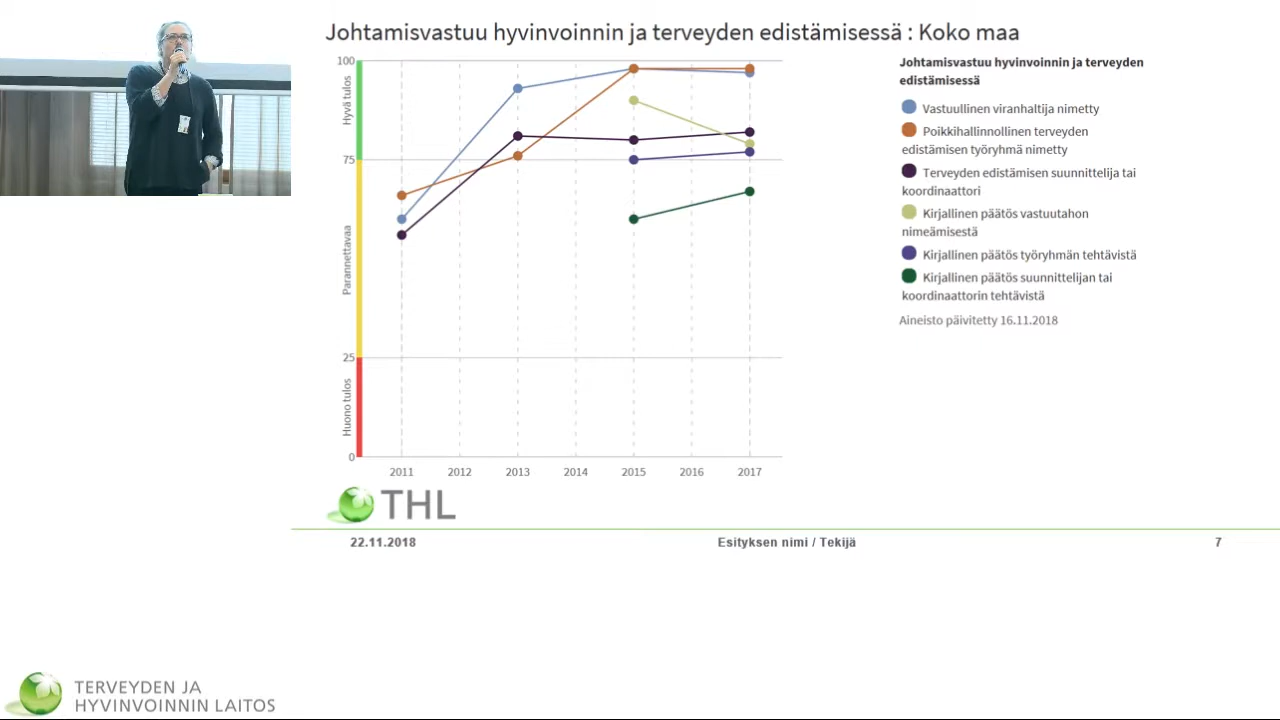 Johtamisvastuu hyvinvoinnin ja terveyden edistämisessä : Koko maa
100
Hyvä tulos
75
Parannettavaa
25
Huono tulos
0
2011 2012 2013 2014 2015 2016 2017
Johtamisvastuu hyvinvoinnin ja terveyden
edistämisessä
Vastuullinen viranhaltija nimetty
Poikkihallinnollinen terveyden
edistämisen työryhmä nimetty
Terveyden edistämisen suunnittelija tai
koordinaattori
Kirjallinen päätös vastuutahon
nimeämisestä
Kirjallinen päätös työryhmän tehtävistä
Kirjallinen päätös suunnittelijan tai
koordinaattorin tehtävistä
Aineisto päivitetty 16.11.2018
THL
22.11.2018 Esityksen nimi / Tekijä 7
TERVEYDEN JA
HYVINVOINNIN LAITOS